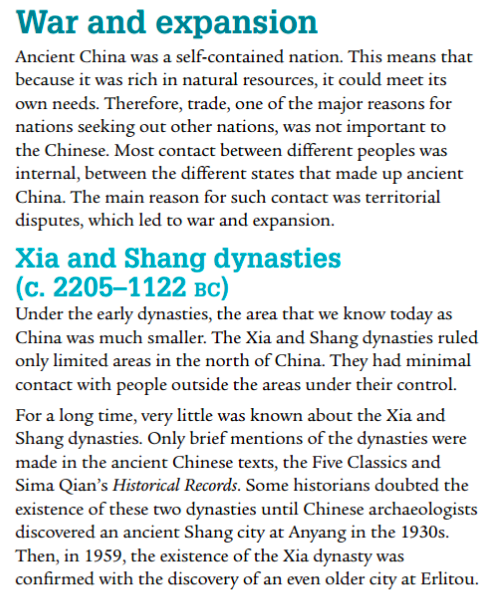 War and expansion
Ancient China was a self-contained nation. This means that
because it was rich in natural resources, it could meet its
own needs. Therefore, trade, one of the major reasons for
nations seeking out other nations, was not important to
the Chinese. Most contact between different peoples was
internal, between the different states that made up ancient
China. The main reason for such contact was territorial
disputes, which led to war and expansion.
Xia and Shang dynasties
(c. 2205–1122 BC)
Under the early dynasties, the area that we know today as
China was much smaller. The Xia and Shang dynasties ruled
only limited areas in the north of China. They had minimal
contact with people outside the areas under their control.
For a long time, very little was known about the Xia and
Shang dynasties. Only brief mentions of the dynasties were
made in the ancient Chinese texts, the Five Classics and
Sima Qian’s Historical Records. Some historians doubted the
existence of these two dynasties until Chinese archaeologists
discovered an ancient Shang city at Anyang in the 1930s.
Then, in 1959, the existence of the Xia dynasty was
confirmed with the discovery of an even older city at Erlitou.